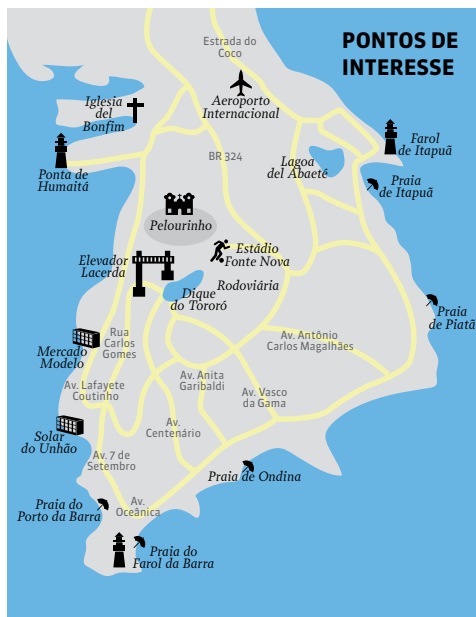 PONTOS DE
INTERESSE
Estrada do
Coco
Aeroporto
Internacional
Iglesia
del
Bonfim
Farol
de Itapuã
Ponta de
Humaitá
BR 324
Lagoa
del Abaeté
Praia
de Itapuã
Pelourinho
Elevador
Lacerda
Estádio
Fonte Nova
Rodoviária
Dique
do Tororó
Praia
de Piatã
Rua
Carlos
Gomes
Mercado
Modelo
Av. Antônio
Carlos Magalhães
Av. Lafayete
Coutinho
Av. Anita
Garibaldi
Av. Vasco
da Gama
Solar
do Unhão
Av.
Centenário
Av. 7 de
Setembro
Praia de Ondina
Praia do
Porto da Barra
Av.
Oceânica
Praia do
Farol da Barra